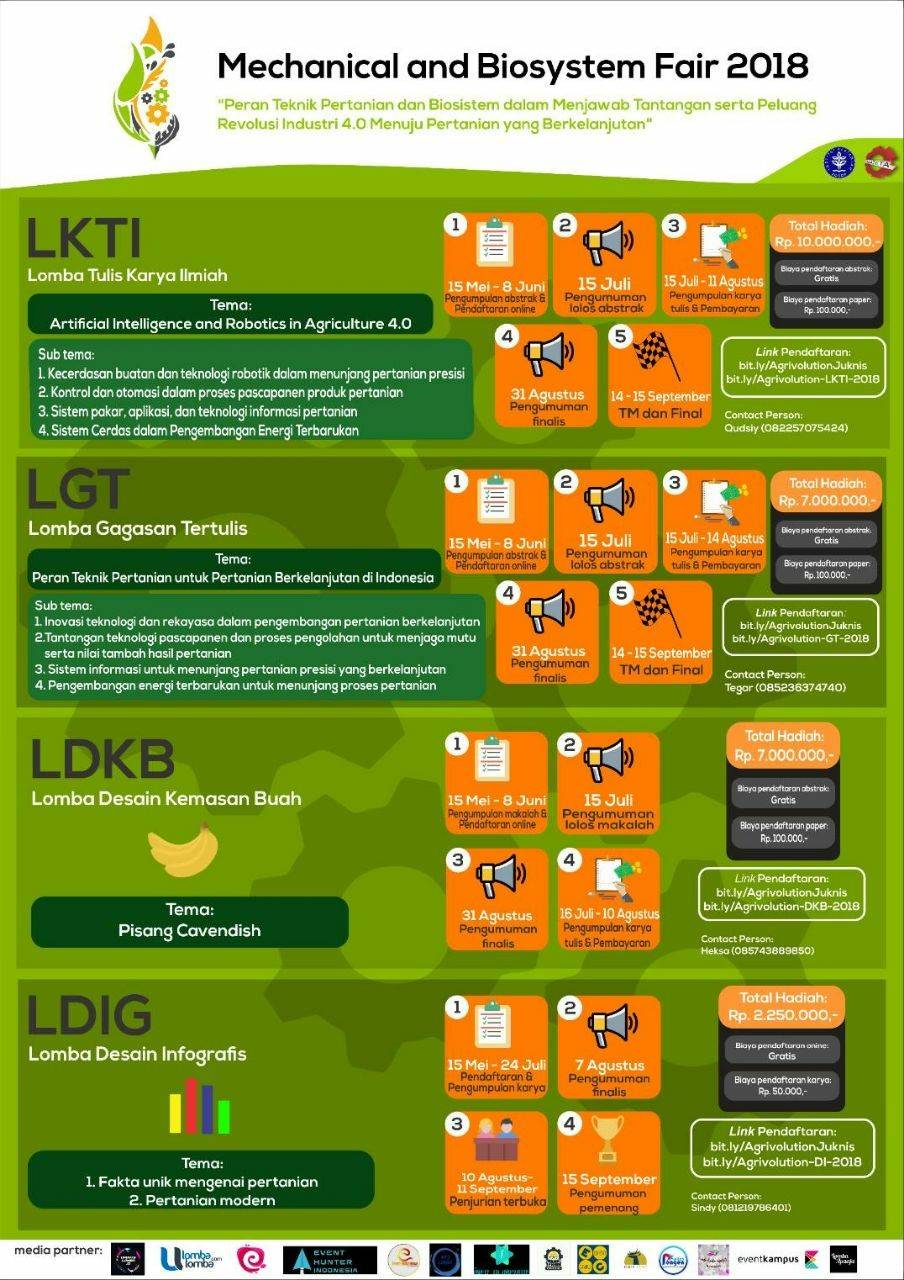 Mechanical and Biosystem Fair 2018
"Peran Teknik Pertanian dan Biosistem dalam Menjawab Tantangan serta Peluang
Revolusi Industri 4.0 Menuju Pertanian yang Berkelanjutan"
LKTI
Lomba Tulis Karya Ilmiah
Tema:
Artificial Intelligence and Robotics in Agriculture 4.0
Sub tema:
1. Kecerdasan buatan dan teknologi robotik dalam menunjang pertanian presisi
2. Kontrol dan otomasi dalam proses pascapanen produk pertanian
3. Sistem pakar, aplikasi, dan teknologi informasi pertanian
4. Sistem Cerdas dalam Pengembangan Energi Terbarukan
1
15 Mei - 8 Juni
Pengumpulan abstrak &
Pendaftaran online
2
15 Juli
Pengumuman
lolos abstrak
3
15 Juli - 11 Agustus
Pengumpulan karya
tulis & Pembayaran
4
31 Agustus
Pengumuman
finalis
5
14 - 15 September
TM dan Final
Total Hadiah:
Rp. 10.000.000,-
Biaya pendaftaran abstrak:
Gratis
Biaya pendaftaran paper:
Rp. 100.000,-
Link Pendaftaran:
bit.ly/AgrivolutionJuknis
bit.ly/Agrivolution-LKTI-2018
Contact Person:
Qudsiy (082257075424)
LGT
Lomba Gagasan Tertulis
Tema:
Peran Teknik Pertanian untuk Pertanian Berkelanjutan di Indonesia
Sub tema:
1. Inovasi teknologi dan rekayasa dalam pengembangan pertanian berkelanjutan
2.Tantangan teknologi pascapanen dan proses pengolahan untuk menjaga mutu
serta nilai tambah hasil pertanian
3. Sistem informasi untuk menunjang pertanian presisi yang berkelanjutan
4. Pengembangan energi terbarukan untuk menunjang proses pertanian
1
15 Mei - 8 Juni
Pengumpulan abstrak &
Pendaftaran online
2
15 Juli
Pengumuman
lolos abstrak
3
15 Juli - 14 Agustus
Pengumpulan karya
tulis & Pembayaran
4
31 Agustus
Pengumuman
finalis
5
14 - 15 September
TM dan Final
Total Hadiah:
Rp. 7.000.000,-
Biaya pendaftaran abstrak:
Gratis
Biaya pendaftaran paper:
Rp. 100.000,-
Link Pendaftaran:
bit.ly/AgrivolutionJuknis
bit.ly/Agrivolution-GT-2018
Contact Person:
Tegar (085236374740)
LDKB
Lomba Desain Kemasan Buah
Tema:
Pisang Cavendish
1
15 Mei - 8 Juni
Pengumpulan makalah &
Pendaftaran online
2
15 Juli
Pengumuman
lolos makalah
3
31 Agustus
Pengumuman
finalis
4
16 Juli - 10 Agustus
Pengumpulan karya
tulis & Pembayaran
Total Hadiah:
Rp. 7.000.000,-
Biaya pendaftaran abstrak:
Gratis
Biaya pendaftaran paper:
Rp. 100.000,-
Link Pendaftaran:
bit.ly/AgrivolutionJuknis
bit.ly/Agrivolution-DKB-2018
Contact Person:
Heksa (085743889850)
LDIG
Lomba Desain Infografis
Tema:
1. Fakta unik mengenai pertanian
2. Pertanian modern
1
15 Mei - 24 Juli
Pendaftaran &
Pengumpulan karya
2
7 Agustus
Pengumuman
finalis
3
10 Agustus-
11 September
Penjurian terbuka
4
15 September
Pengumuman
pemenang
Total Hadiah:
Rp. 2.250.000,-
Biaya pendaftaran online:
Gratis
Biaya pendaftaran karya:
Rp. 50.000,-
Link Pendaftaran:
bit.ly/AgrivolutionJuknis
bit.ly/Agrivolution-DI-2018
Contact Person:
Sindy (081219786401)
media partner:
lomba lomba.com
EVENT HUNTER INDONESIA
eventkampus